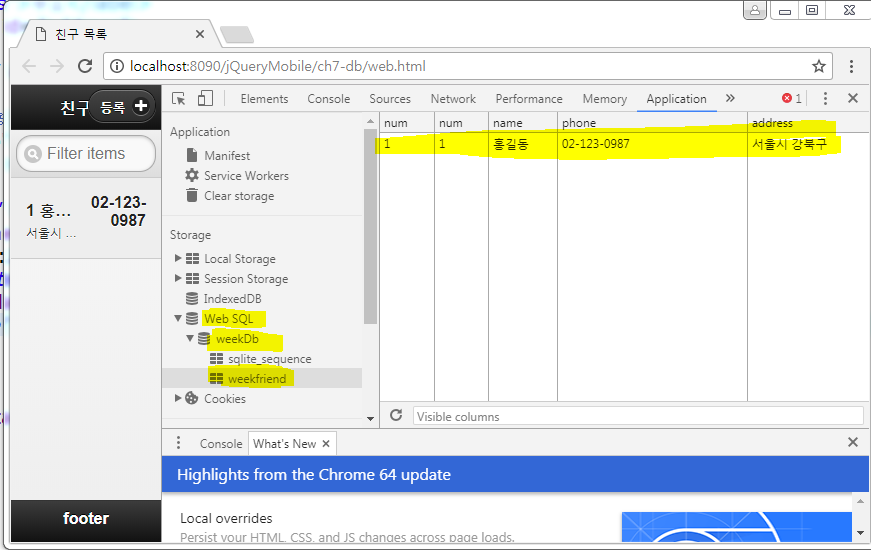 친구 목록
localhost:8090/jQueryMobile/ch7-db/web.html
친구
등록
Filter items
1 홍... 02-123-0987
서울시 ...
footer
Elements Console Sources Network Performance Memory Application » 1
Application
Manifest
Service Workers
Clear storage
Storage
Local Storage
Session Storage
IndexedDB
Web SQL
weekDb
sqlite_sequence
weekfriend
Cookies
num num name phone address
1 1 홍길동 02-123-0987 서울시 강북구
Visible columns
Console What's New
Highlights from the Chrome 64 update
Local overrides
Persist your HTML, CSS, and JS changes across page loads.